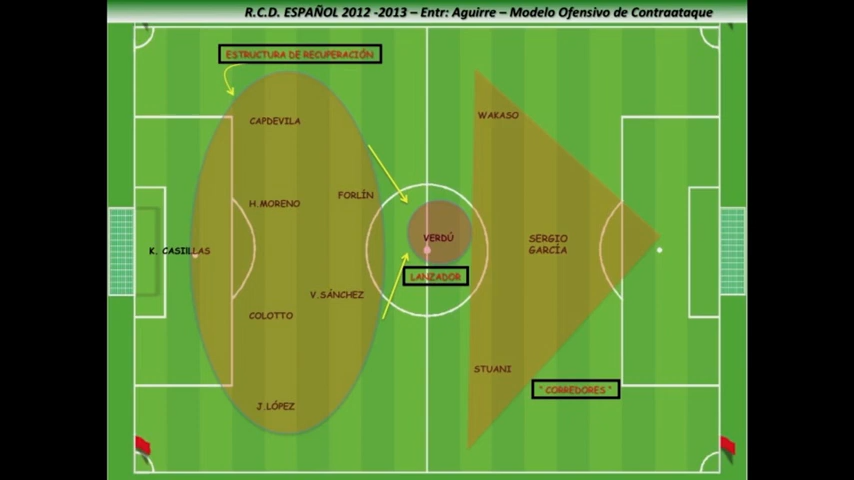 R.C.D. ESPAÑOL 2012 -2013 – Entr: Aguirre – Modelo Ofensivo de Contraataque
ESTRUCTURA DE RECUPERACIÓN
CAPDEVILA
WAKASO
H.MORENO
FORLÍN
VERDÚ
SERGIO
GARCÍA
K. CASILLAS
LANZADOR
V.SÁNCHEZ
COLOTTO
STUANI
" CORREDORES "
J.LÓPEZ